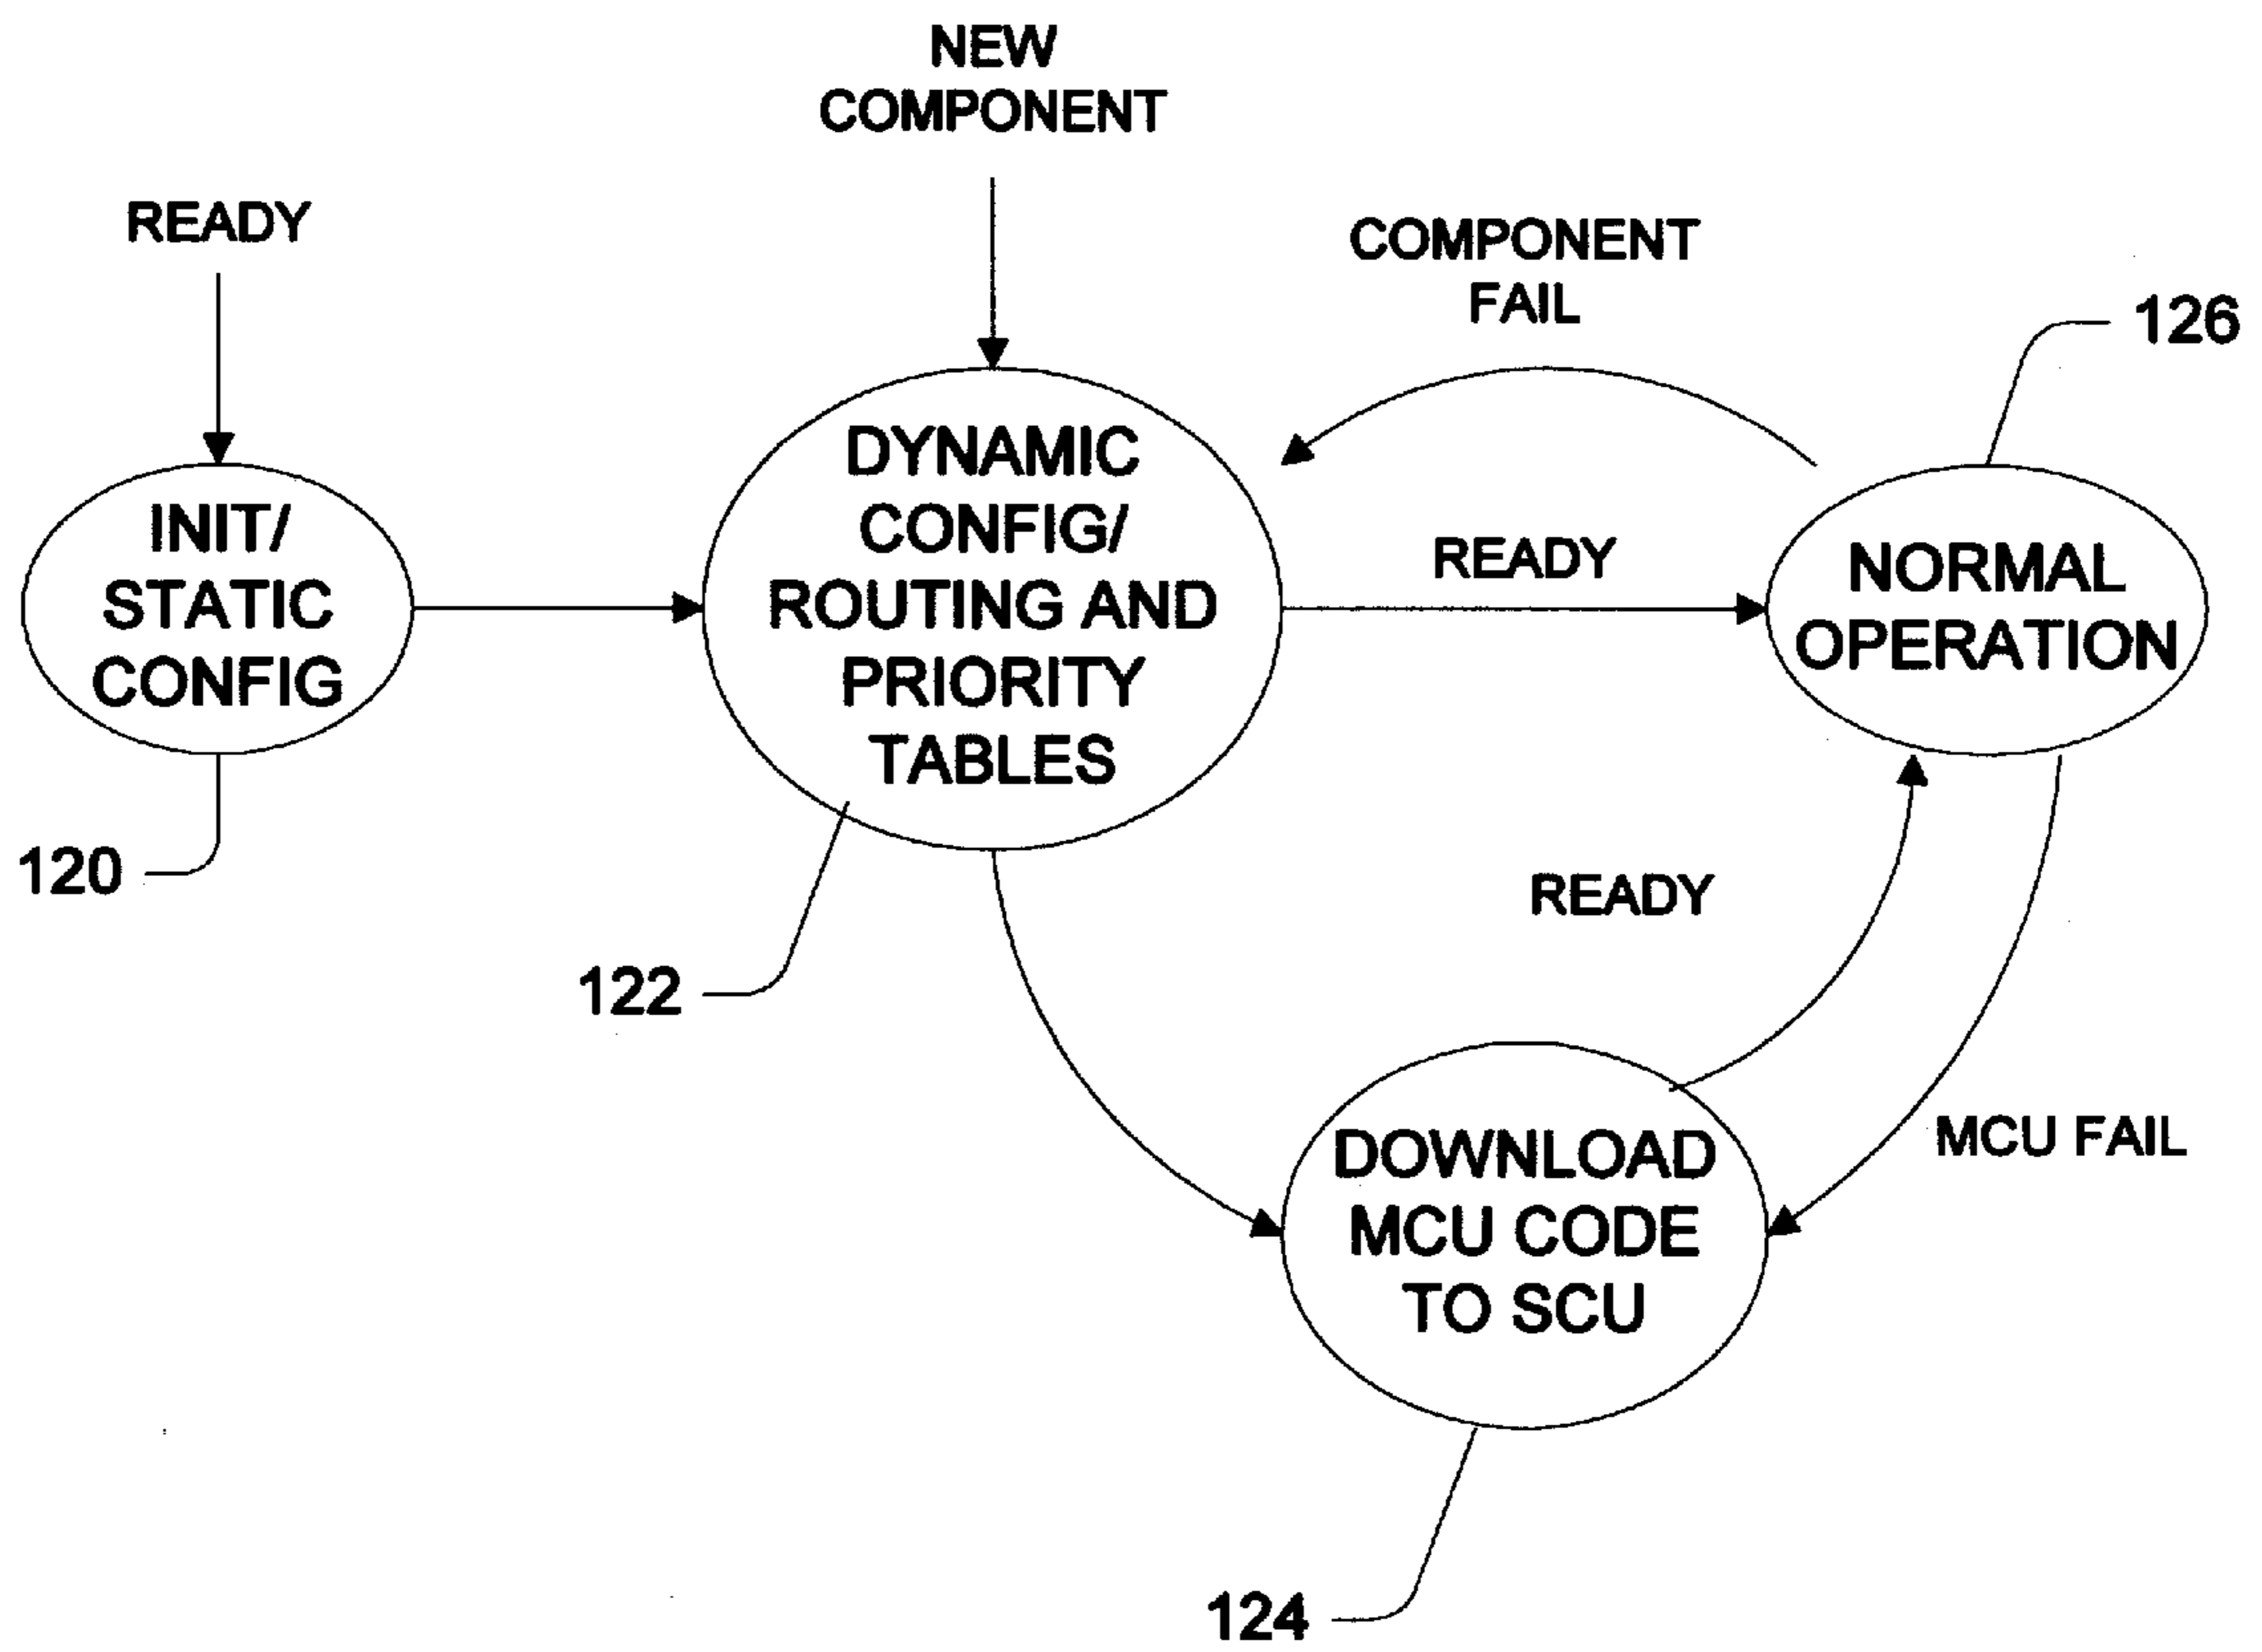 NEW
COMPONENT
READY
COMPONENT
FAIL
126
INIT/
STATIC
CONFIG
DYNAMIC
CONFIG/
ROUTING AND
PRIORITY
TABLES
READY
NORMAL
OPERATION
120
122
READY
MCU FAIL
DOWNLOAD
MCU CODE
TO SCU
124